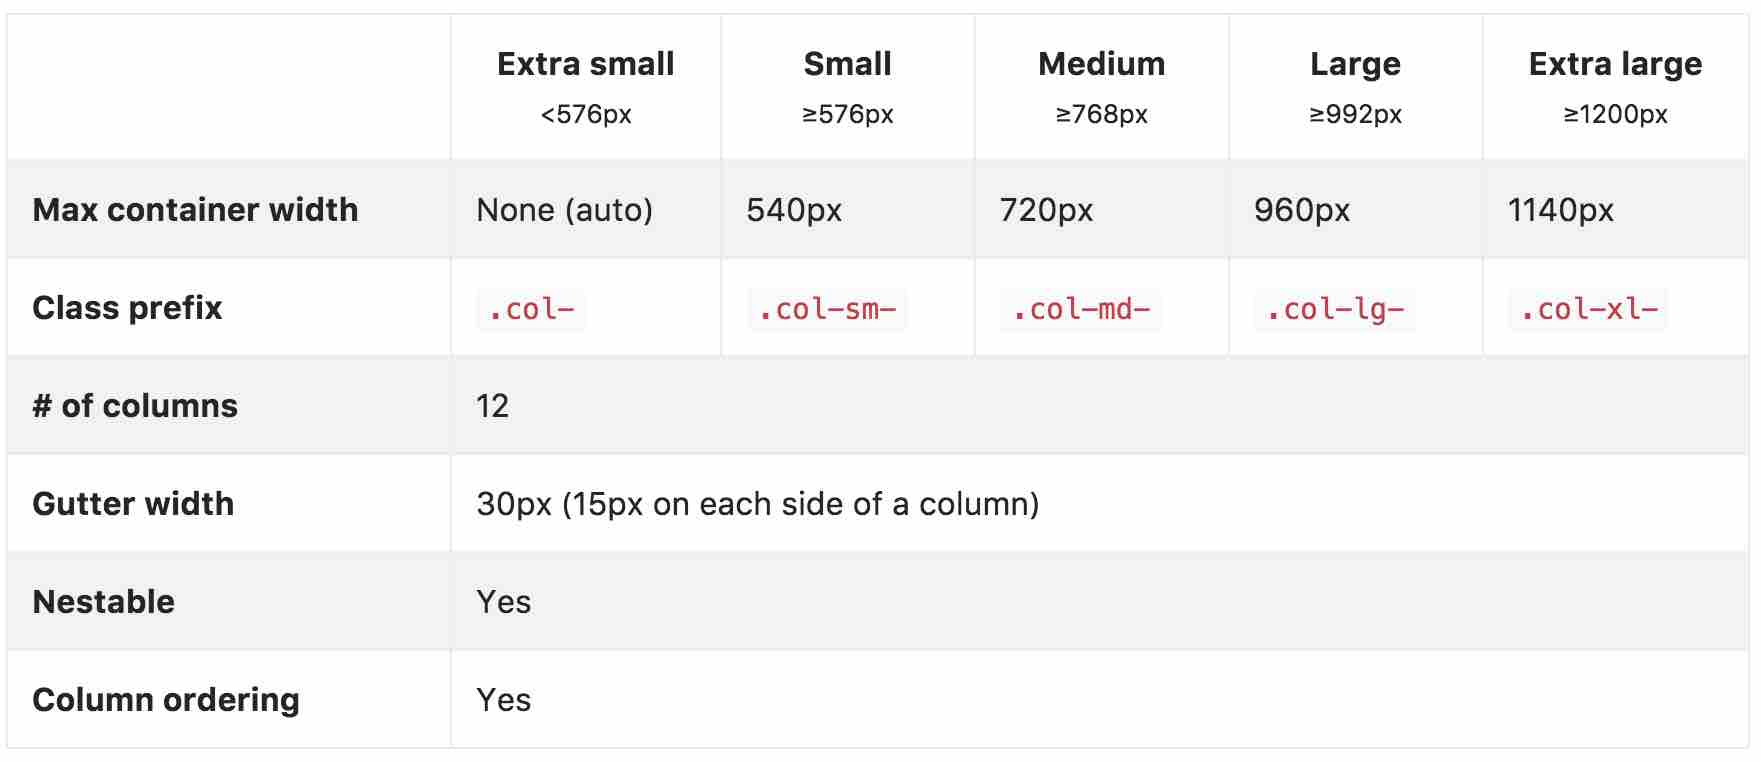 Extra small Small Medium Large Extra large
<576px ≥576px ≥768px ≥992px ≥1200px
Max container width None (auto) 540px 720px 960px 1140px
Class prefix .col- .col-sm- .col-md- .col-lg- .col-xl-
# of columns 12
Gutter width 30px (15px on each side of a column)
Nestable Yes
Column ordering Yes